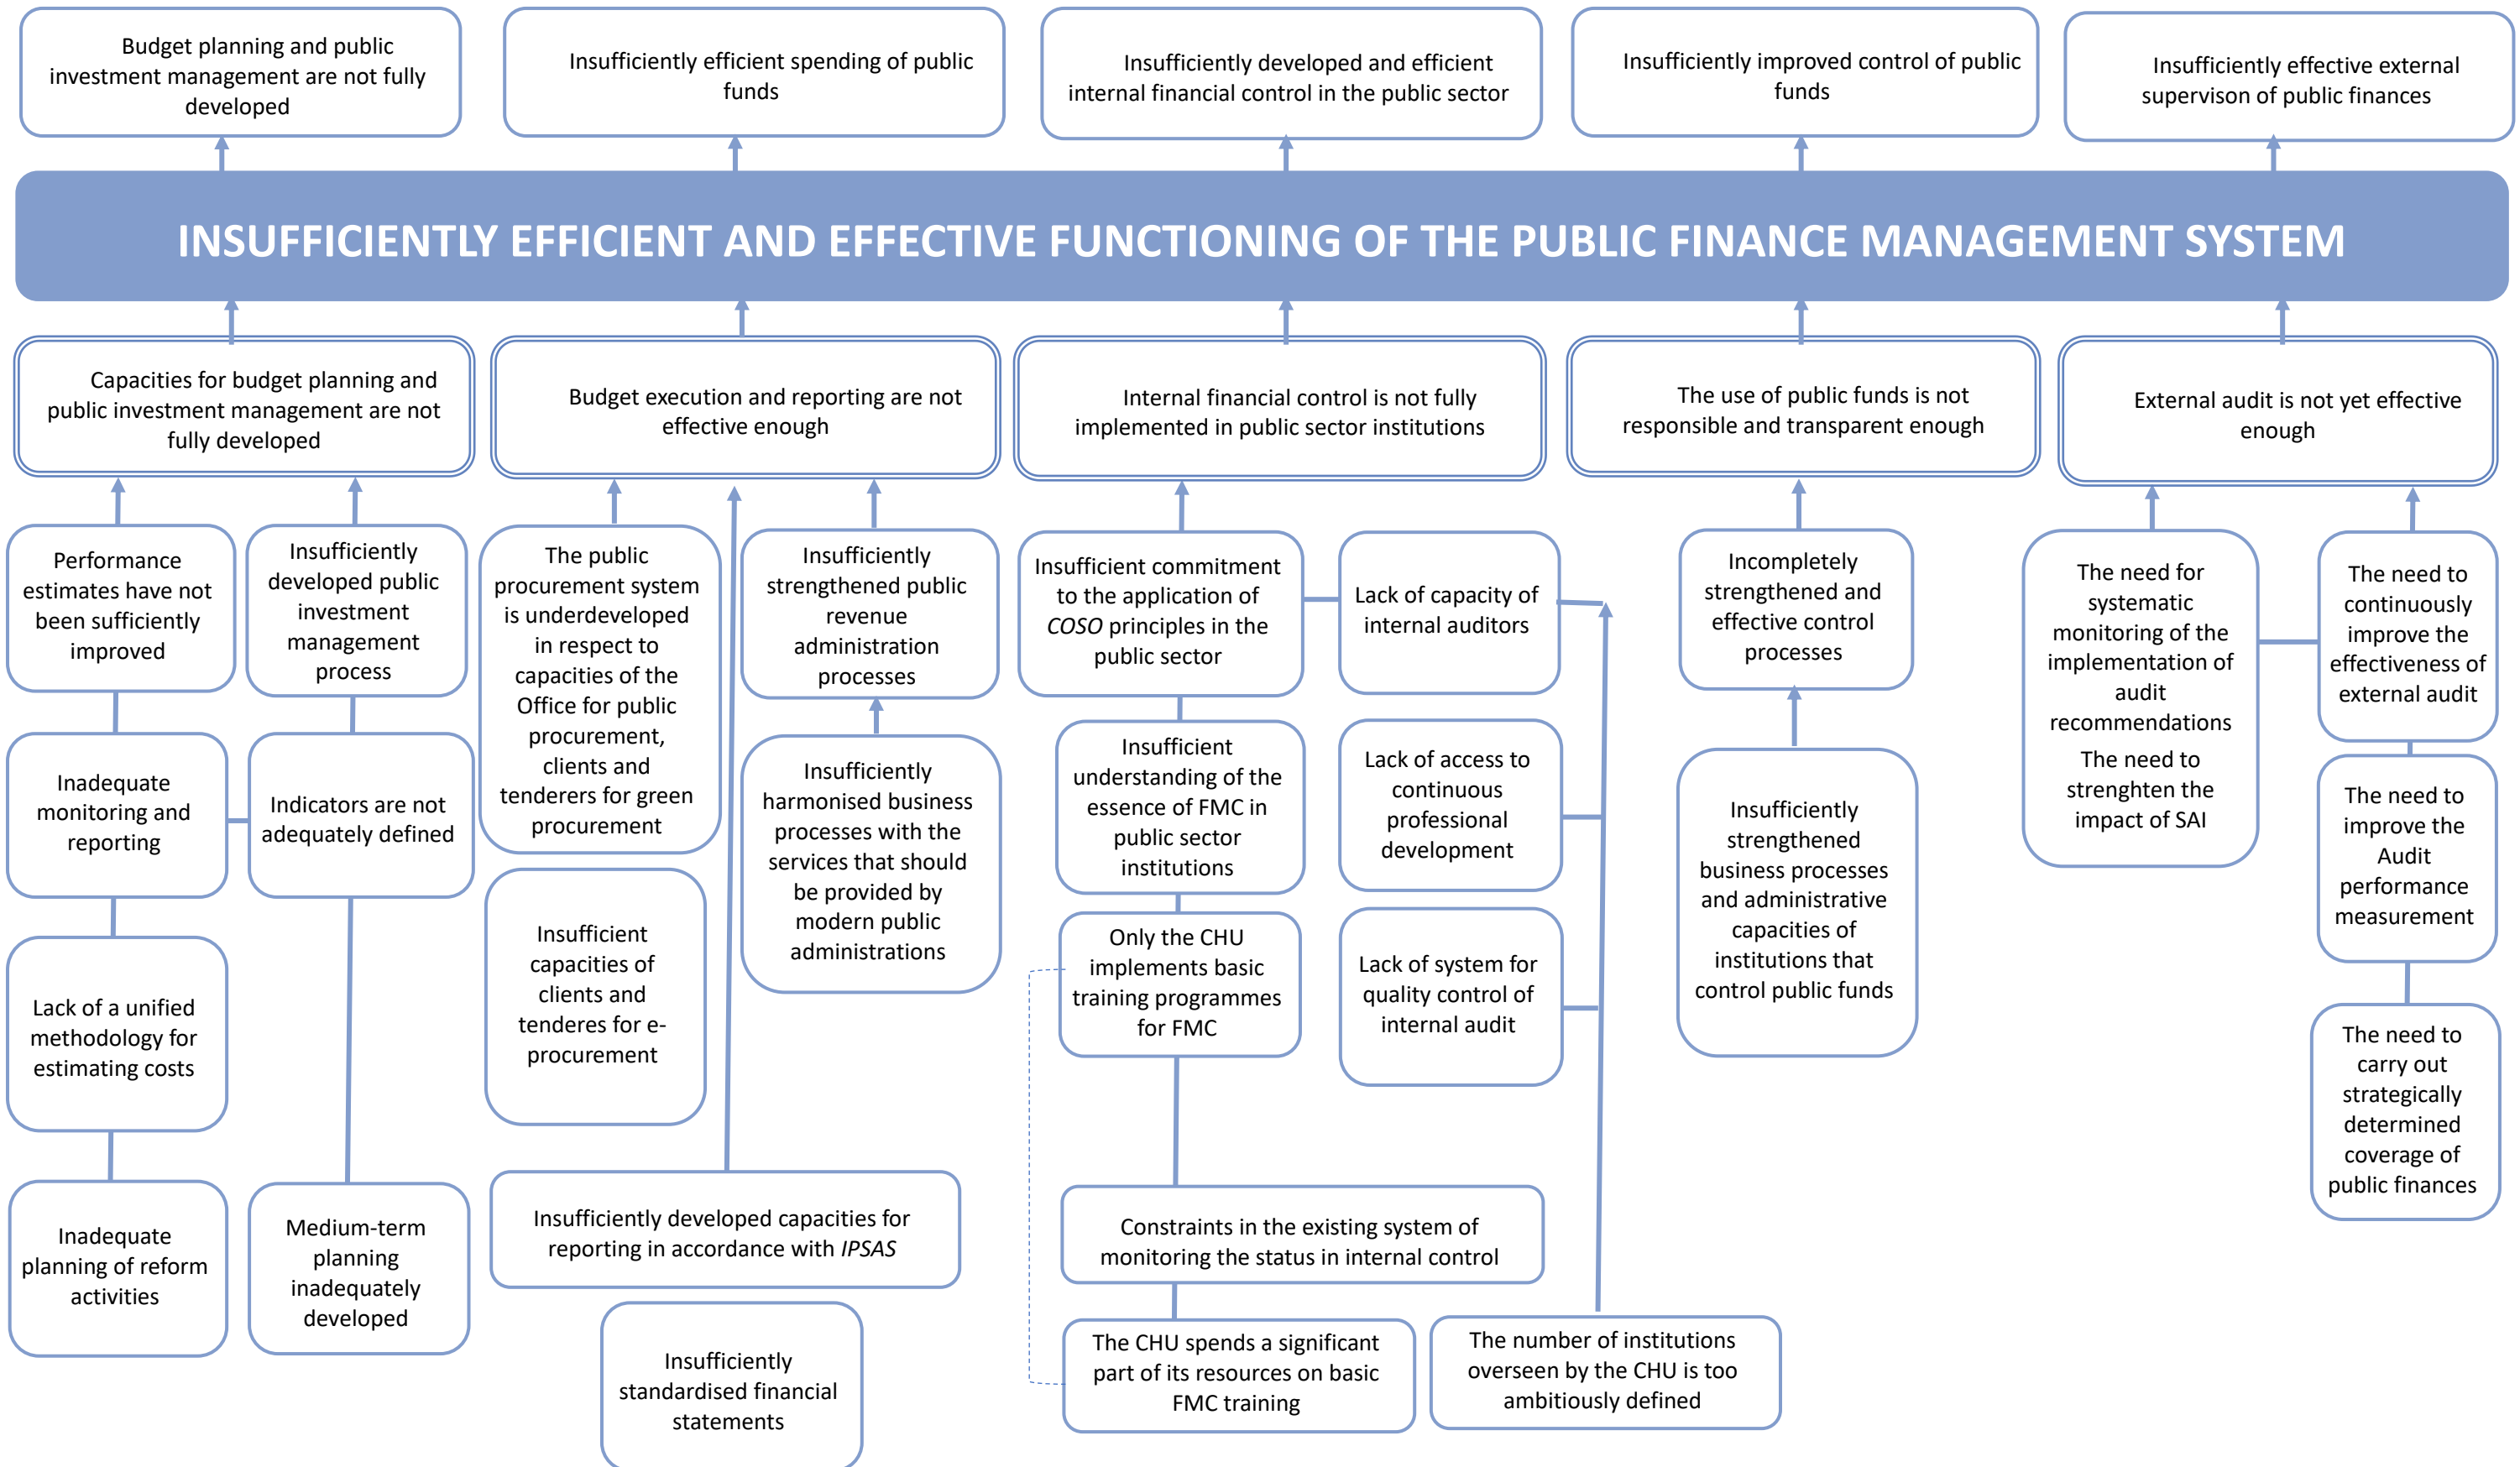 Budget planning and public
investment management are not fully
developed
Insufficiently efficient spending of public
funds
Insufficiently developed and efficient
internal financial control in the public sector
Insufficiently improved control of public
funds
Insufficiently effective external
supervison of public finances
INSUFFICIENTLY EFFICIENT AND EFFECTIVE FUNCTIONING OF THE PUBLIC FINANCE MANAGEMENT SYSTEM
Capacities for budget planning and
public investment management are not
fully developed
Budget execution and reporting are not
effective enough
Internal financial control is not fully
implemented in public sector institutions
The use of public funds is not
responsible and transparent enough
External audit is not yet effective
enough
Performance
estimates have not
been sufficiently
improved
Insufficiently
developed public
investment
management
process
The public
procurement system
is underdeveloped
in respect to
capacities of the
Office for public
procurement,
clients and
tenderers for green
procurement
Insufficiently
strengthened public
revenue
administration
processes
Insufficient commitment
to the application of
COSO principles in the
public sector
Lack of capacity of
internal auditors
Incompletely
strengthened and
effective control
processes
The need for
systematic
monitoring of the
implementation of
audit
recommendations
The need to
strenghten the
impact of SAI
The need to
continuously
improve the
effectiveness of
external audit
Inadequate
monitoring and
reporting
Indicators are not
adequately defined
Insufficiently
harmonised business
processes with the
services that should
be provided by
modern public
administrations
Insufficient
understanding of the
essence of FMC in
public sector
institutions
Lack of access to
continuous
professional
development
Insufficiently
strengthened
business processes
and administrative
capacities of
institutions that
control public funds
The need to
improve the
Audit
performance
measurement
Lack of a unified
methodology for
estimating costs
Insufficient
capacities of
clients and
tenderes for e-
procurement
Only the CHU
implements basic
training programmes
for FMC
Lack of system for
quality control of
internal audit
The need to
carry out
strategically
determined
coverage of
public finances
Inadequate
planning of reform
activities
Medium-term
planning
inadequately
developed
Insufficiently developed capacities for
reporting in accordance with IPSAS
Constraints in the existing system of
monitoring the status in internal control
Insufficiently
standardised financial
statements
The CHU spends a significant
part of its resources on basic
FMC training
The number of institutions
overseen by the CHU is too
ambitiously defined